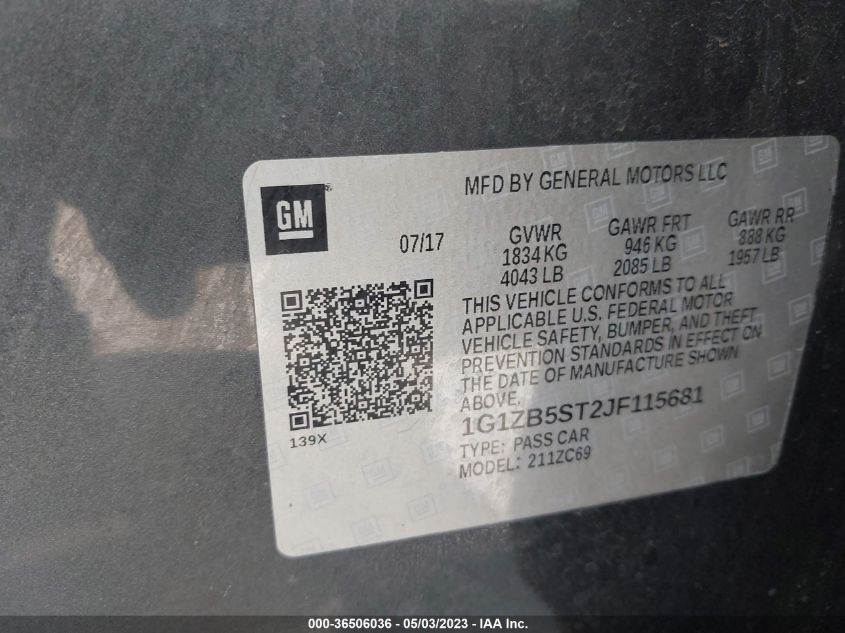 MFD BY GENERAL MOTORS LLC
GM
07/17
GVWR
1834 KG
4043 LB
GAWR FRT
946 KG
2085 LB
GAWR RR
888 KG
1957 LB
THIS VEHICLE CONFORMS TO ALL
APPLICABLE U.S. FEDERAL MOTOR
VEHICLE SAFETY, BUMPER, AND THEFT
PREVENTION STANDARDS IN EFFECT ON
THE DATE OF MANUFACTURE SHOWN
ABOVE.
1G1ZB5ST2JF115681
TYPE: PASS CAR
MODEL: 211ZC69
139X
000-36506036 - 05/03/2023 - IAA Inc.